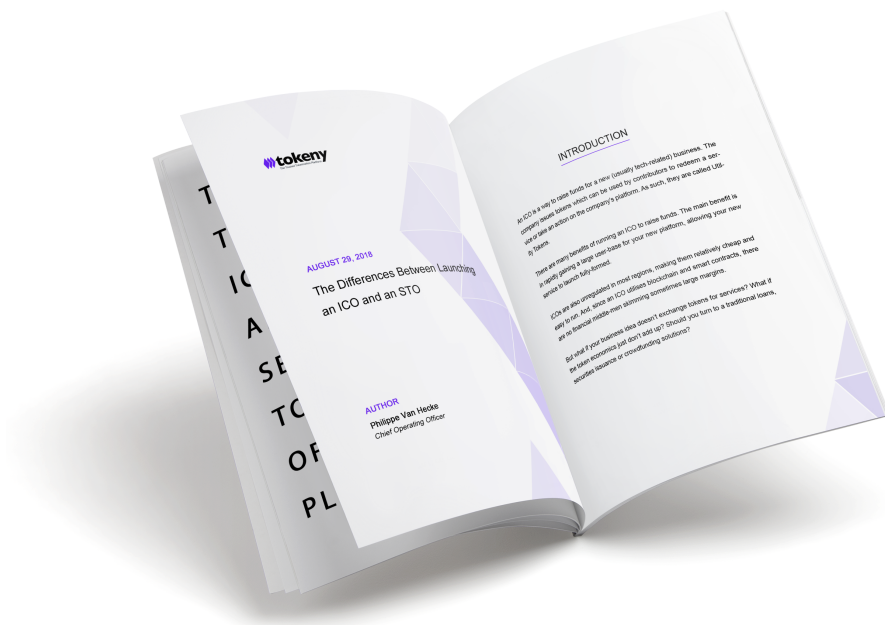 T
T
IC
A
SE
TO
OF
PL
tokeny
AUGUST 29, 2018
The Differences Between Launching
an ICO and an STO
AUTHOR
Philippe Van Hecke
Chief Operating Officer
INTRODUCTION
An ICO is a way to raise funds for a new (usually tech-related) business. The
company issues tokens which can be used by contributors to redeem a ser-
vice or take an action on the company's platform. As such, they are called Utili-
ty Tokens.
There are many benefits of running an ICO to raise funds. The main benefit is
in rapidly gaining a large user-base for your new platform, allowing your new
service to launch fully-formed.
ICOs are also unregulated in most regions, making them relatively cheap and
easy to run. And, since an ICO utilises blockchain and smart contracts, there
are no financial middle-men skimming sometimes large margins.
But what if your business idea doesn't exchange tokens for services? What if
the token economics just don't add up? Should you turn to a traditional loans,
securities issuance or crowdfunding solutions?